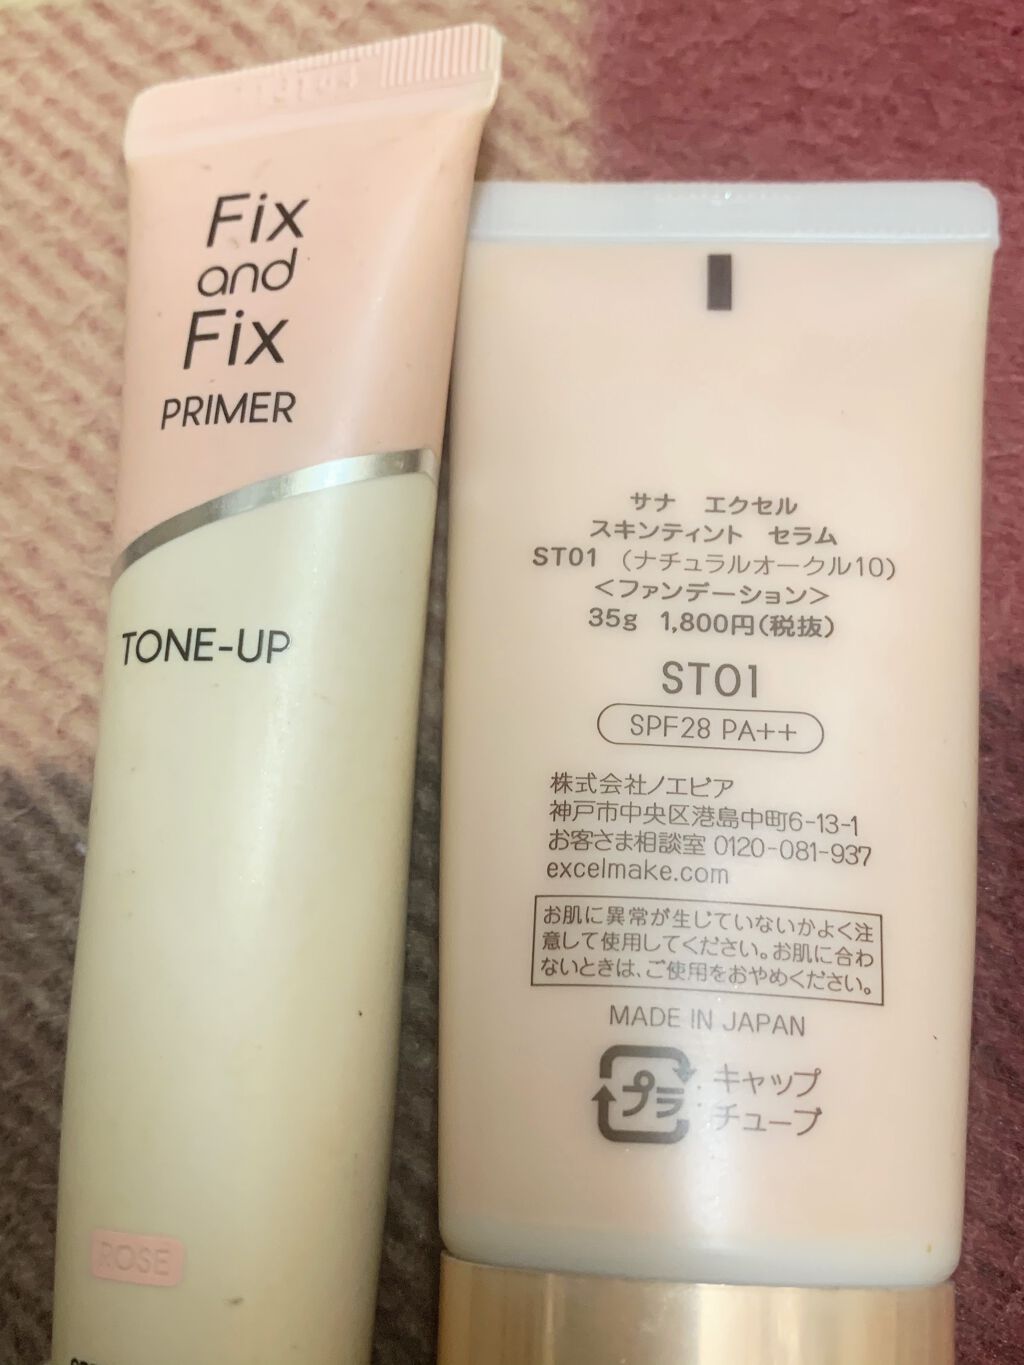 Fix
and
Fix
PRIMER
TONE-UP
ROSE
サナ エクセル
スキンティント セラム
ST01 (ナチュラルオークル10)
<ファンデーション>
35g 1,800円(税抜)
ST01
SPF28 PA++
株式会社ノエビア
神戸市中央区港島中町6-13-1
お客さま相談室 0120-081-937
excelmake.com
お肌に異常が生じていないかよく注
意して使用してください。お肌に合わ
ないときは、ご使用をおやめください。
MADE IN JAPAN
プラ
キャップ
チューブ